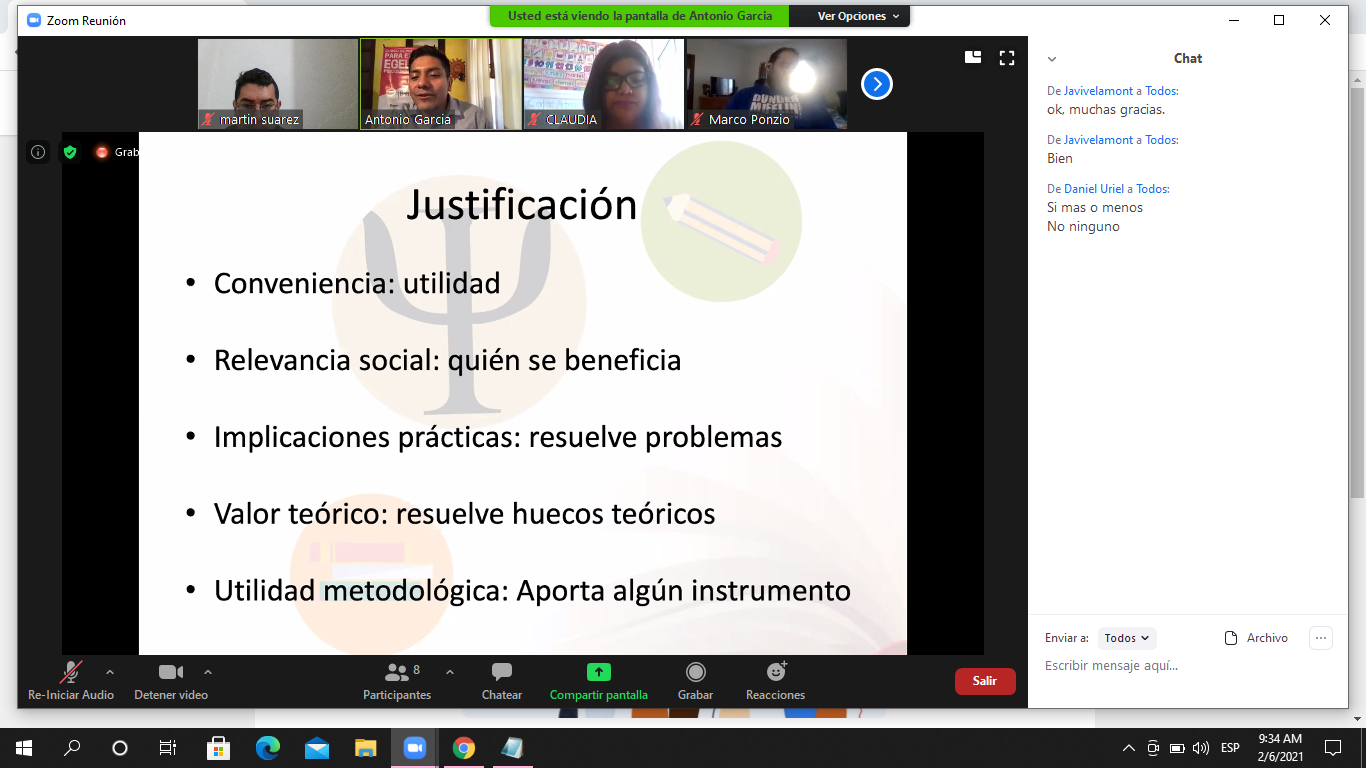 Zoom Reunión
Usted está viendo la pantalla de Antonio Garcia
Ver Opciones
martin suarez
Antonio Garcia
CLAUDIA
Marco Ponzio
Grab
Justificación
• Conveniencia: utilidad
• Relevancia social: quién se beneficia
• Implicaciones prácticas: resuelve problemas
• Valor teórico: resuelve huecos teóricos
• Utilidad metodológica: Aporta algún instrumento
Chat
De Javivelamont a Todos:
ok, muchas gracias.
De Javivelamont a Todos:
Bien
De Daniel Uriel a Todos:
Si mas o menos
No ninguno
Enviar a: Todos
Archivo
Escribir mensaje aquí...
Re-Iniciar Audio
Detener video
Participantes
8
Chatear
Compartir pantalla
Grabar
Reacciones
Salir
ESP
9:34 AM
2/6/2021